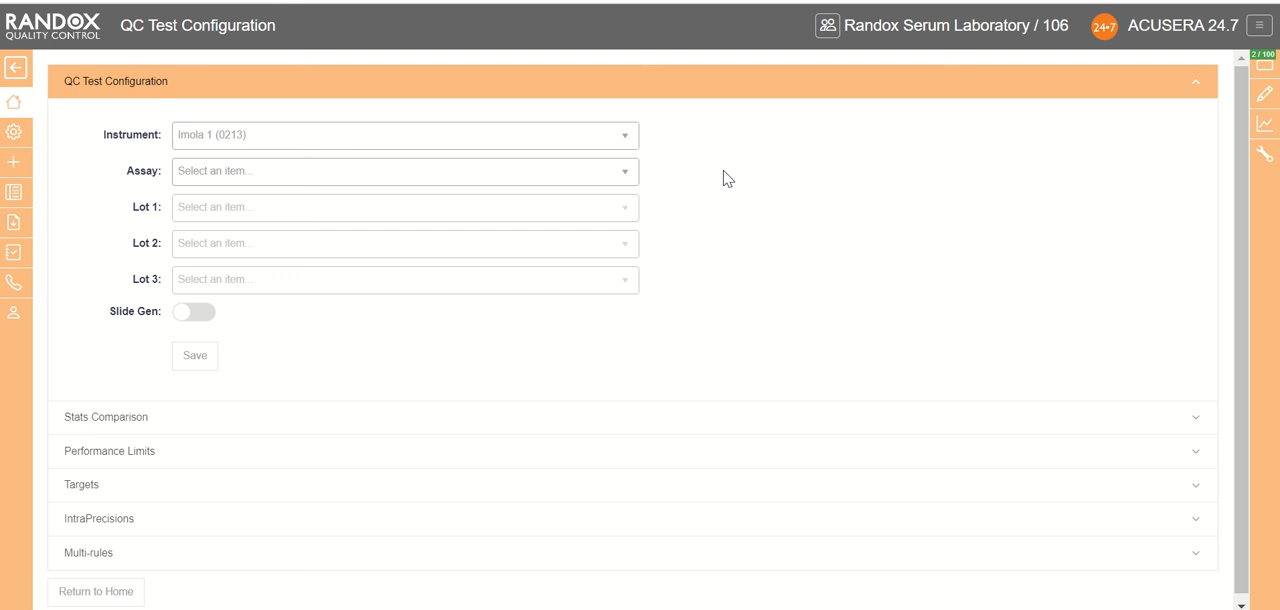 RANDOX
QUALITY CONTROL
QC Test Configuration
Randox Serum Laboratory / 106
24•7
ACUSERA 24.7
2 / 100
QC Test Configuration
Instrument: Imola 1 (0213)
Assay: Select an item...
Lot 1: Select an item...
Lot 2: Select an item...
Lot 3: Select an item...
Slide Gen:
Save
Stats Comparison
Performance Limits
Targets
IntraPrecisions
Multi-rules
Return to Home